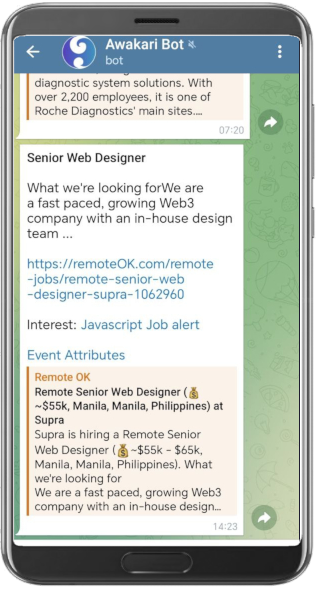 Awakari Bot
bot
diagnostic system solutions. With
over 2,200 employees, it is one of
Roche Diagnostics' main sites....
07:20
Senior Web Designer
What we're looking forWe are
a fast paced, growing Web3
company with an in-house design
team ...
https://remoteOK.com/remote
-jobs/remote-senior-web
-designer-supra-1062960
Interest: Javascript Job alert
Event Attributes
Remote OK
Remote Senior Web Designer (💰
~$55k, Manila, Manila, Philippines) at
Supra
Supra is hiring a Remote Senior
Web Designer (💰~$55k - $65k,
Manila, Manila, Philippines). What
we're looking for
We are a fast paced, growing Web3
company with an in-house design...
14:23